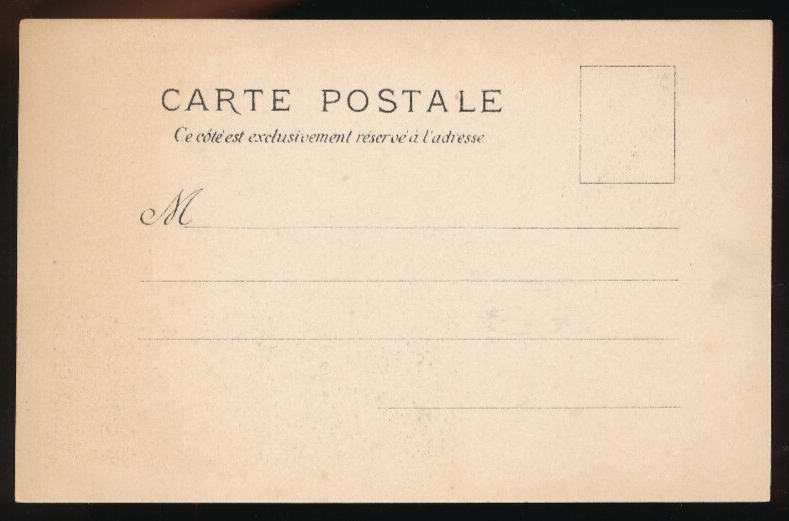 CARTE POSTALE
Ce côté est exclusivement réservé à l'adresse
M